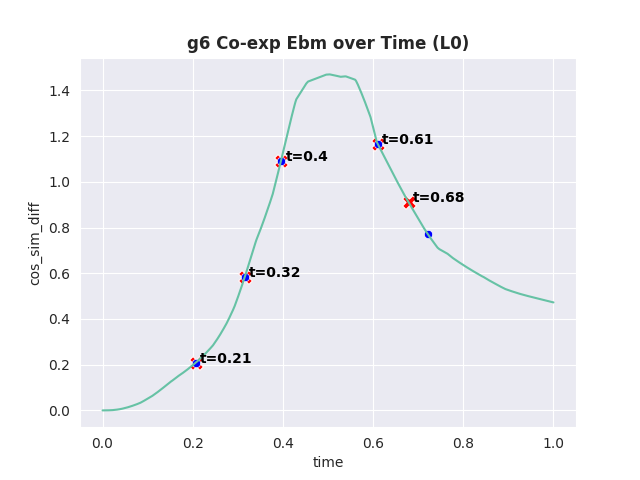 g6 Co-exp Ebm over Time (L0)
1.4
1.2
1.0
0.8
0.6
0.4
0.2
0.0
cos_sim_diff
t=0.61
t=0.4
t=0.68
t=0.32
t=0.21
0.0 0.2 0.4 0.6 0.8 1.0
time